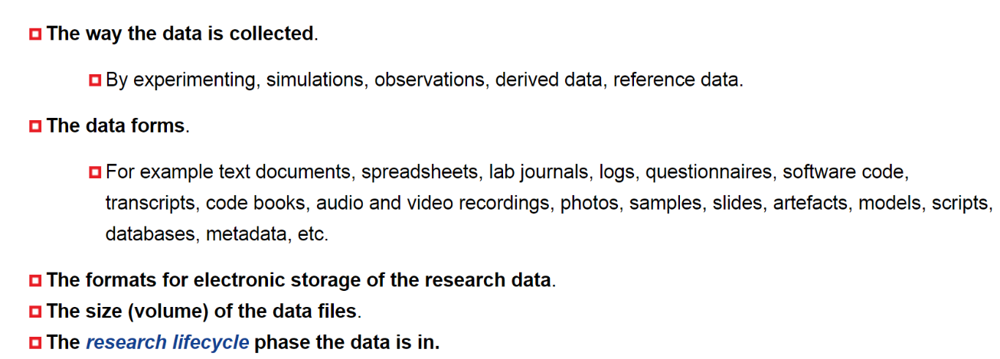 The way the data is collected.
By experimenting, simulations, observations, derived data, reference data.
The data forms.
For example text documents, spreadsheets, lab journals, logs, questionnaires, software code,
transcripts, code books, audio and video recordings, photos, samples, slides, artefacts, models, scripts,
databases, metadata, etc.
The formats for electronic storage of the research data.
The size (volume) of the data files.
The research lifecycle phase the data is in.